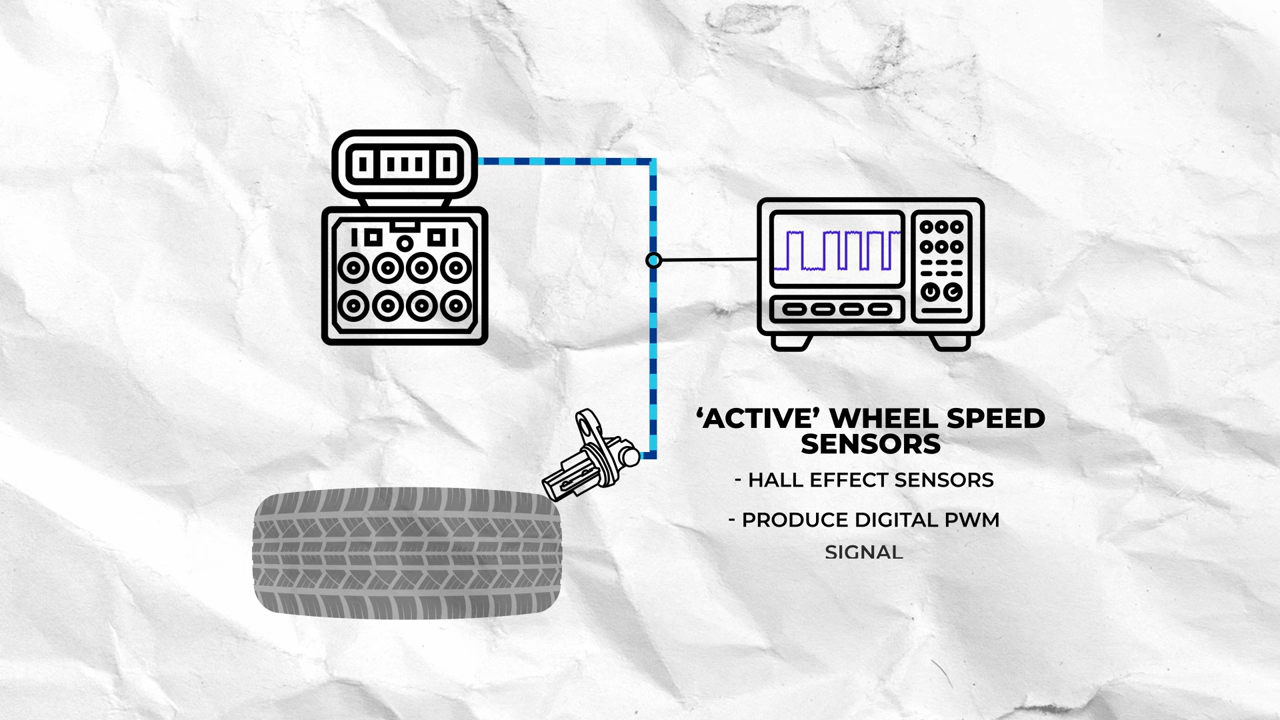 ‘ACTIVE’ WHEEL SPEED
SENSORS
- HALL EFFECT SENSORS
- PRODUCE DIGITAL PWM
SIGNAL